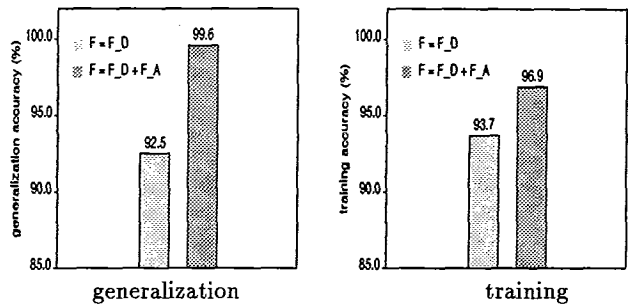 generalization accuracy (%)
100.0
95.0
90.0
85.0
F=F_D
F=F_D+F_A
92.5
99.6
generalization
training accuracy (%)
100.0
95.0
90.0
85.0
F=F_D
F=F_D+F_A
93.7
96.9
training